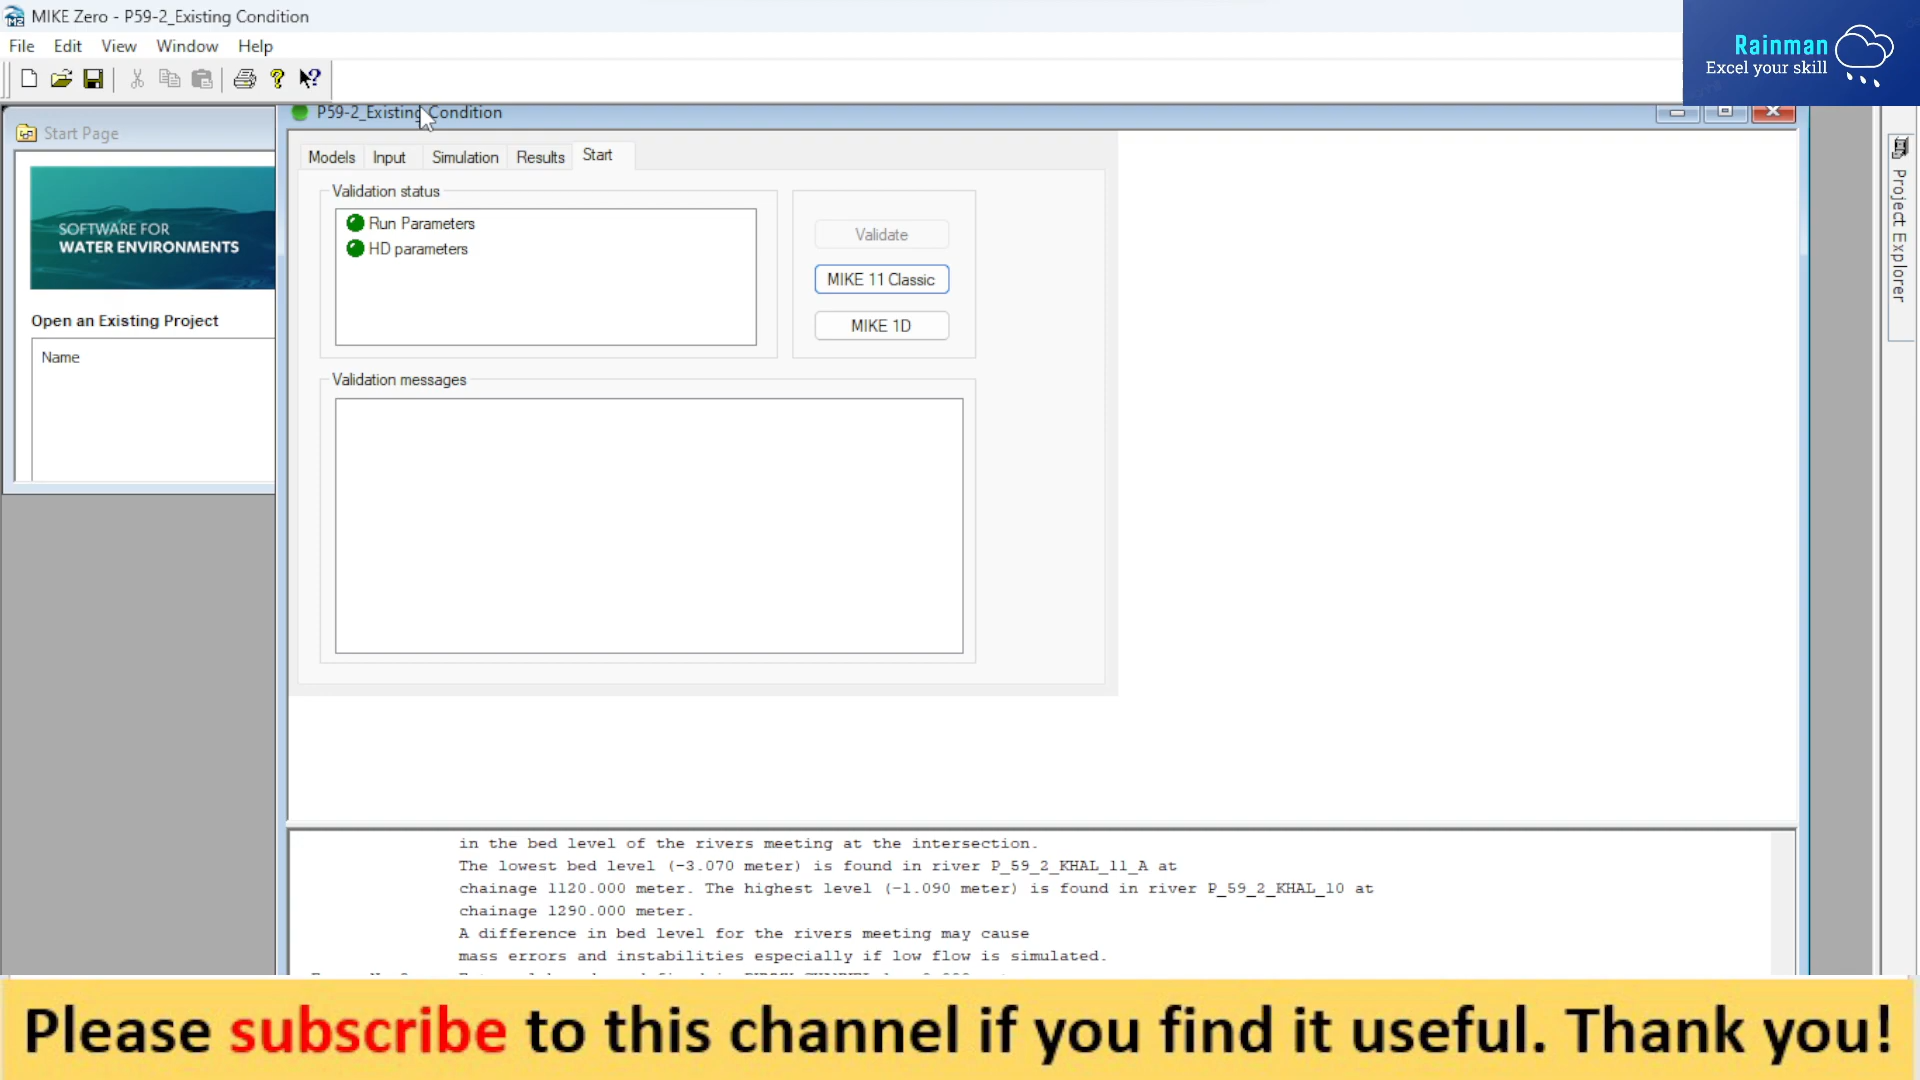 MIKE Zero - P59-2_Existing Condition
File Edit View Window Help
Rainman
Excel your skill
P59-2_Existing Condition
Start Page
SOFTWARE FOR
WATER ENVIRONMENTS
Open an Existing Project
Name
Models Input Simulation Results Start
Validation status
Run Parameters
HD parameters
Validate
MIKE 11 Classic
MIKE 1D
Validation messages
Project Explorer
in the bed level of the rivers meeting at the intersection.
The lowest bed level (-3.070 meter) is found in river P_59_2_KHAL_11_A at
chainage 1120.000 meter. The highest level (-1.090 meter) is found in river P_59_2_KHAL_10 at
chainage 1290.000 meter.
A difference in bed level for the rivers meeting may cause
mass errors and instabilities especially if low flow is simulated.
Please subscribe to this channel if you find it useful. Thank you!